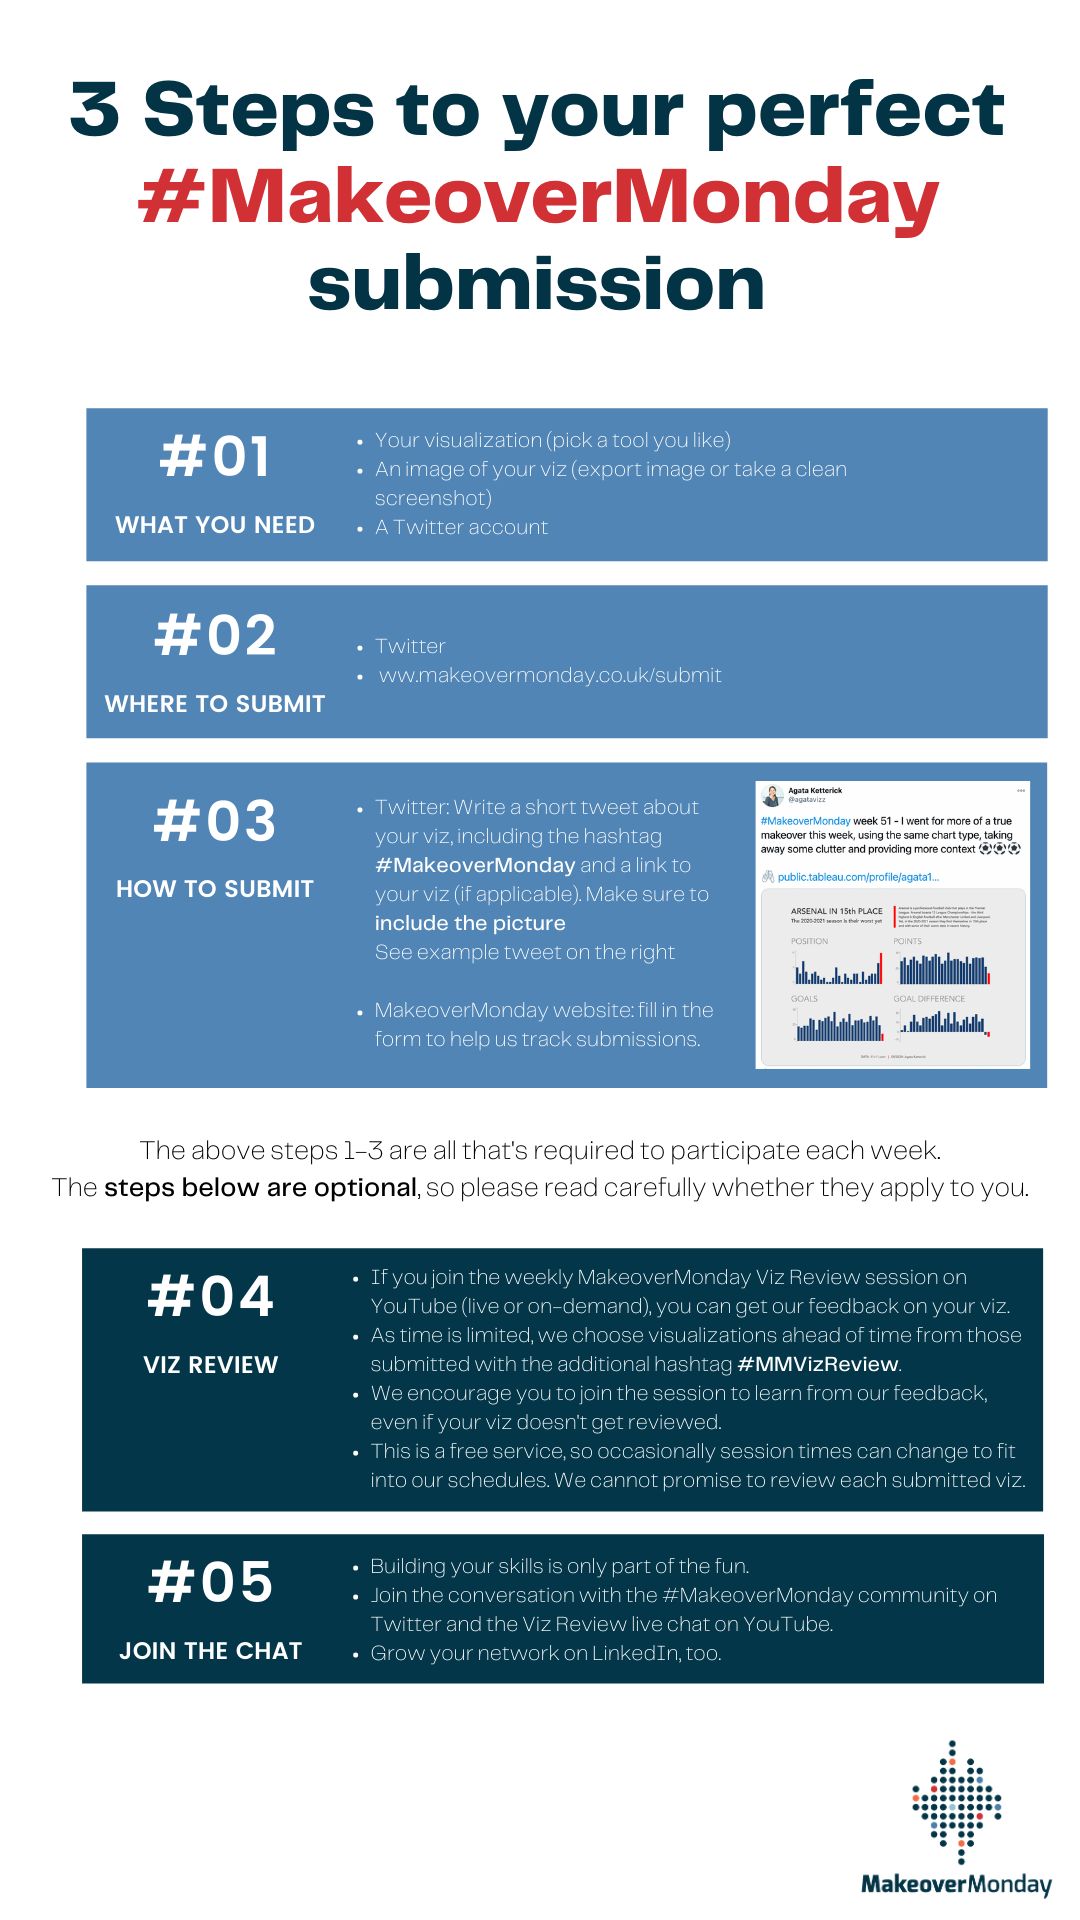 3 Steps to your perfect
#MakeoverMonday
submission
#01
WHAT YOU NEED
• Your visualization (pick a tool you like)
• An image of your viz (export image or take a clean
screenshot)
• A Twitter account
#02
WHERE TO SUBMIT
• Twitter
• ww.makeovermonday.co.uk/submit
#03
HOW TO SUBMIT
• Twitter: Write a short tweet about
your viz, including the hashtag
#MakeoverMonday and a link to
your viz (if applicable). Make sure to
include the picture
See example tweet on the right
• MakeoverMonday website: fill in the
form to help us track submissions.
Agata Ketterick
@agatavizz
#MakeoverMonday week 51 - I went for more of a true
makeover this week, using the same chart type, taking
away some clutter and providing more context
public.tableau.com/profile/agata1...
ARSENAL IN 15th PLACE
The 2020-2021 season is their worst yet
POSITION
POINTS
GOALS
GOAL DIFFERENCE
The above steps 1-3 are all that's required to participate each week.
The steps below are optional, so please read carefully whether they apply to you.
#04
VIZ REVIEW
• If you join the weekly MakeoverMonday Viz Review session on
YouTube (live or on-demand), you can get our feedback on your viz.
• As time is limited, we choose visualizations ahead of time from those
submitted with the additional hashtag #MMVizReview.
• We encourage you to join the session to learn from our feedback,
even if your viz doesn't get reviewed.
• This is a free service, so occasionally session times can change to fit
into our schedules. We cannot promise to review each submitted viz.
#05
JOIN THE CHAT
• Building your skills is only part of the fun.
• Join the conversation with the #MakeoverMonday community on
Twitter and the Viz Review live chat on YouTube.
• Grow your network on LinkedIn, too.
MakeoverMonday